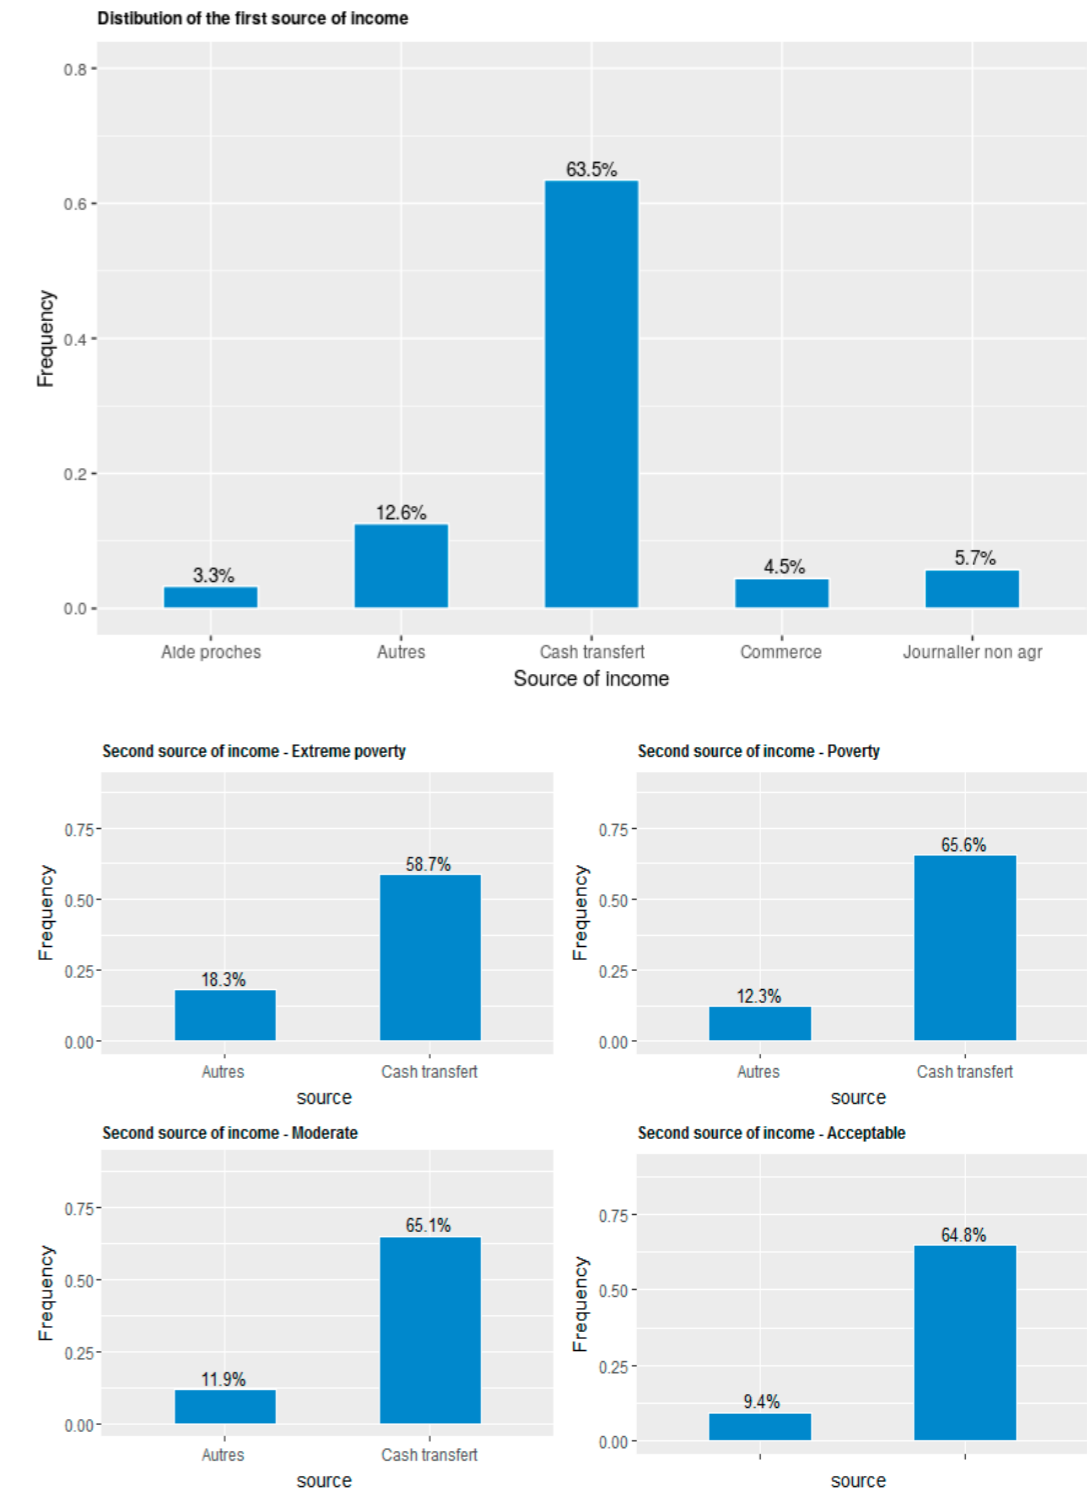 Distibution of the first source of income
0.8
63.5%
0.6
Frequency
0.4
0.2
12.6%
3.3%
4.5%
5.7%
0.0
Aide proches Autres Cash transfert Commerce Journalier non agr
Source of income
Second source of income - Extreme poverty
0.75
58.7%
Frequency
0.50
0.25
18.3%
0.00
Autres Cash transfert
source
Second source of income - Poverty
0.75
65.6%
Frequency
0.50
0.25
12.3%
0.00
Autres Cash transfert
source
Second source of income - Moderate
0.75
65.1%
Frequency
0.50
0.25
11.9%
0.00
Autres Cash transfert
source
Second source of income - Acceptable
0.75
64.8%
Frequency
0.50
0.25
9.4%
0.00
source